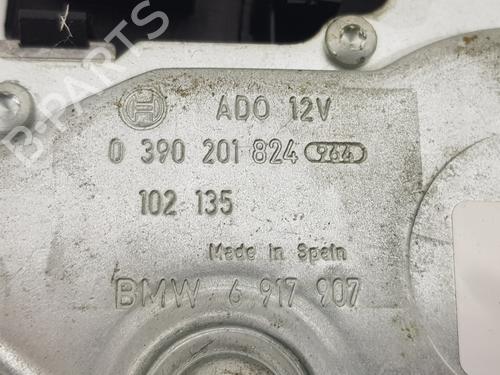 ADO 12V
0 390 201 824 964
102 135
Made in Spain
BMW 6 917 907
B-PARTS